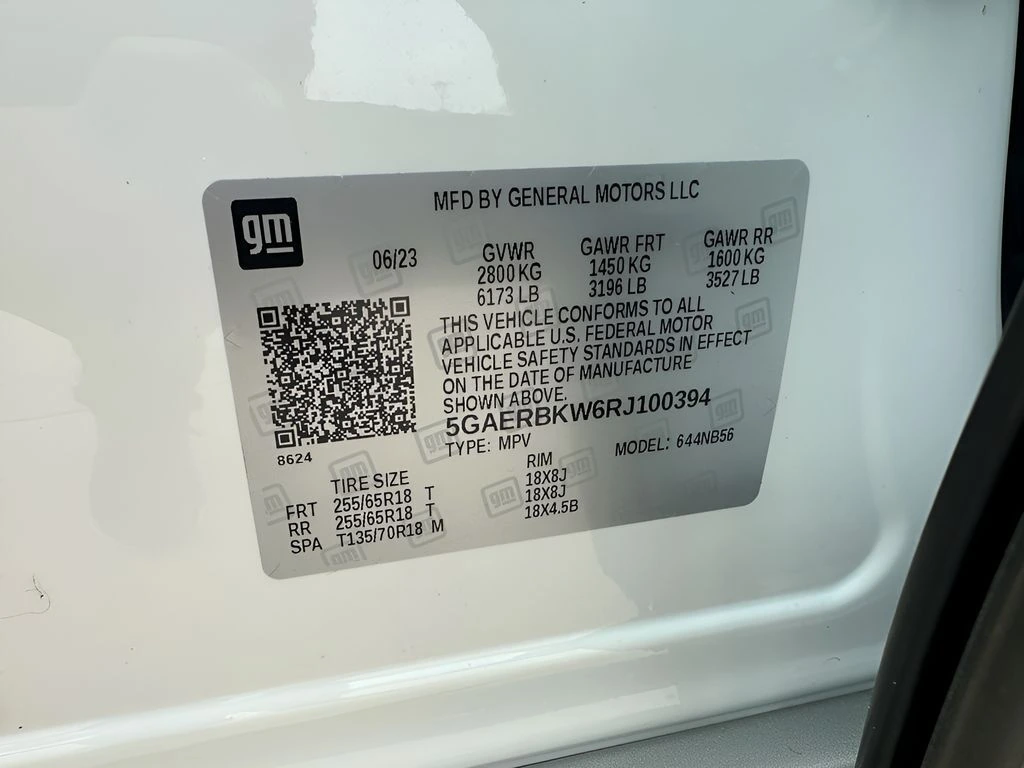 gm
MFD BY GENERAL MOTORS LLC
06/23
GVWR
2800 KG
6173 LB
GAWR FRT
1450 KG
3196 LB
GAWR RR
1600 KG
3527 LB
THIS VEHICLE CONFORMS TO ALL
APPLICABLE U.S. FEDERAL MOTOR
VEHICLE SAFETY STANDARDS IN EFFECT
ON THE DATE OF MANUFACTURE
SHOWN ABOVE.
5GAERBKW6RJ100394
TYPE: MPV MODEL: 644NB56
8624
TIRE SIZE RIM
FRT 255/65R18 T 18X8J
RR 255/65R18 T 18X8J
SPA T135/70R18 M 18X4.5B